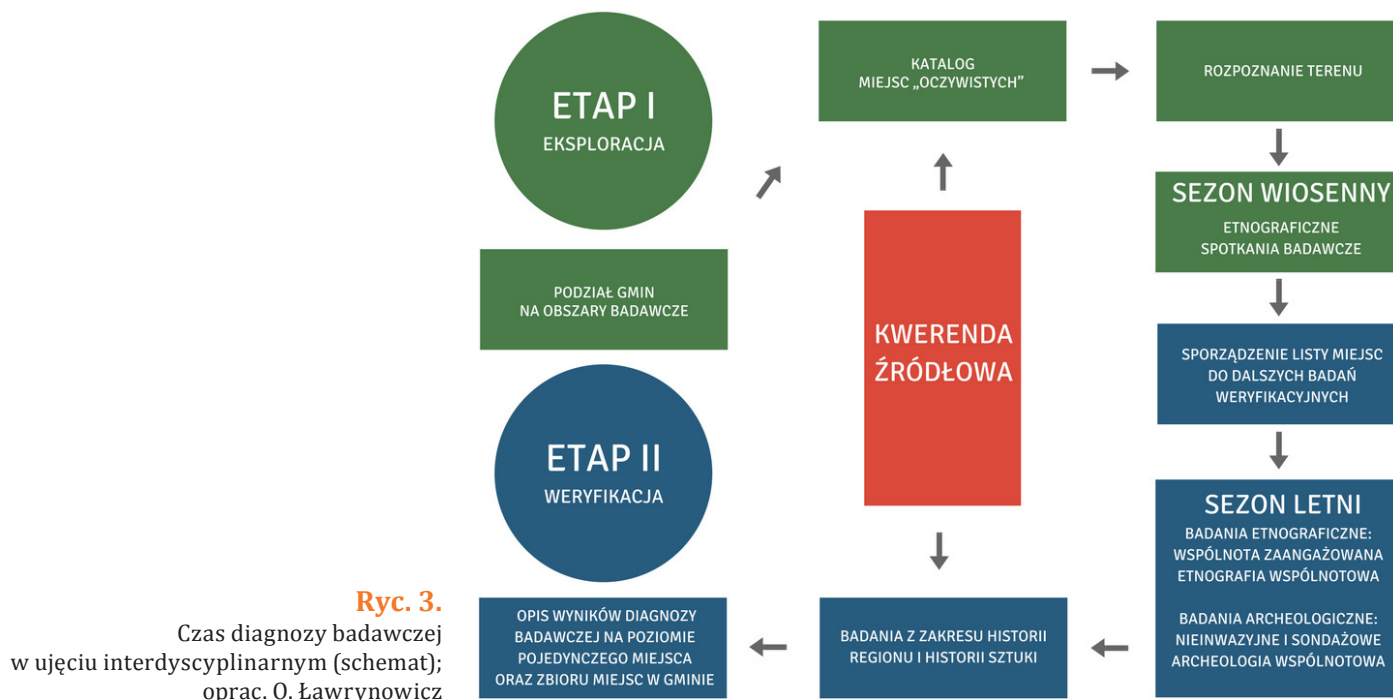 ETAP I
EKSPLORACJA
PODZIAŁ GMIN
NA OBSZARY BADAWCZE
KATALOG
MIEJSC „OCZYWISTYCH”
ROZPOZNANIE TERENU
SEZON WIOSENNY
ETNOGRAFICZNE
SPOTKANIA BADAWCZE
KWERENDA
ŹRÓDŁOWA
SPORZĄDZENIE LISTY MIEJSC
DO DALSZYCH BADAŃ
WERYFIKACYJNYCH
ETAP II
WERYFIKACJA
SEZON LETNI
BADANIA ETNOGRAFICZNE:
WSPÓLNOTA ZAANGAŻOWANA
ETNOGRAFIA WSPÓLNOTOWA
BADANIA ARCHEOLOGICZNE:
NIEINWAZYJNE I SONDAŻOWE
ARCHEOLOGIA WSPÓLNOTOWA
BADANIA Z ZAKRESU HISTORII
REGIONU I HISTORII SZTUKI
OPIS WYNIKÓW DIAGNOZY
BADAWCZEJ NA POZIOMIE
POJEDYNCZEGO MIEJSCA
ORAZ ZBIORU MIEJSC W GMINIE
Ryc. 3.
Czas diagnozy badawczej
w ujęciu interdyscyplinarnym (schemat);
oprac. O. Ławrynowicz